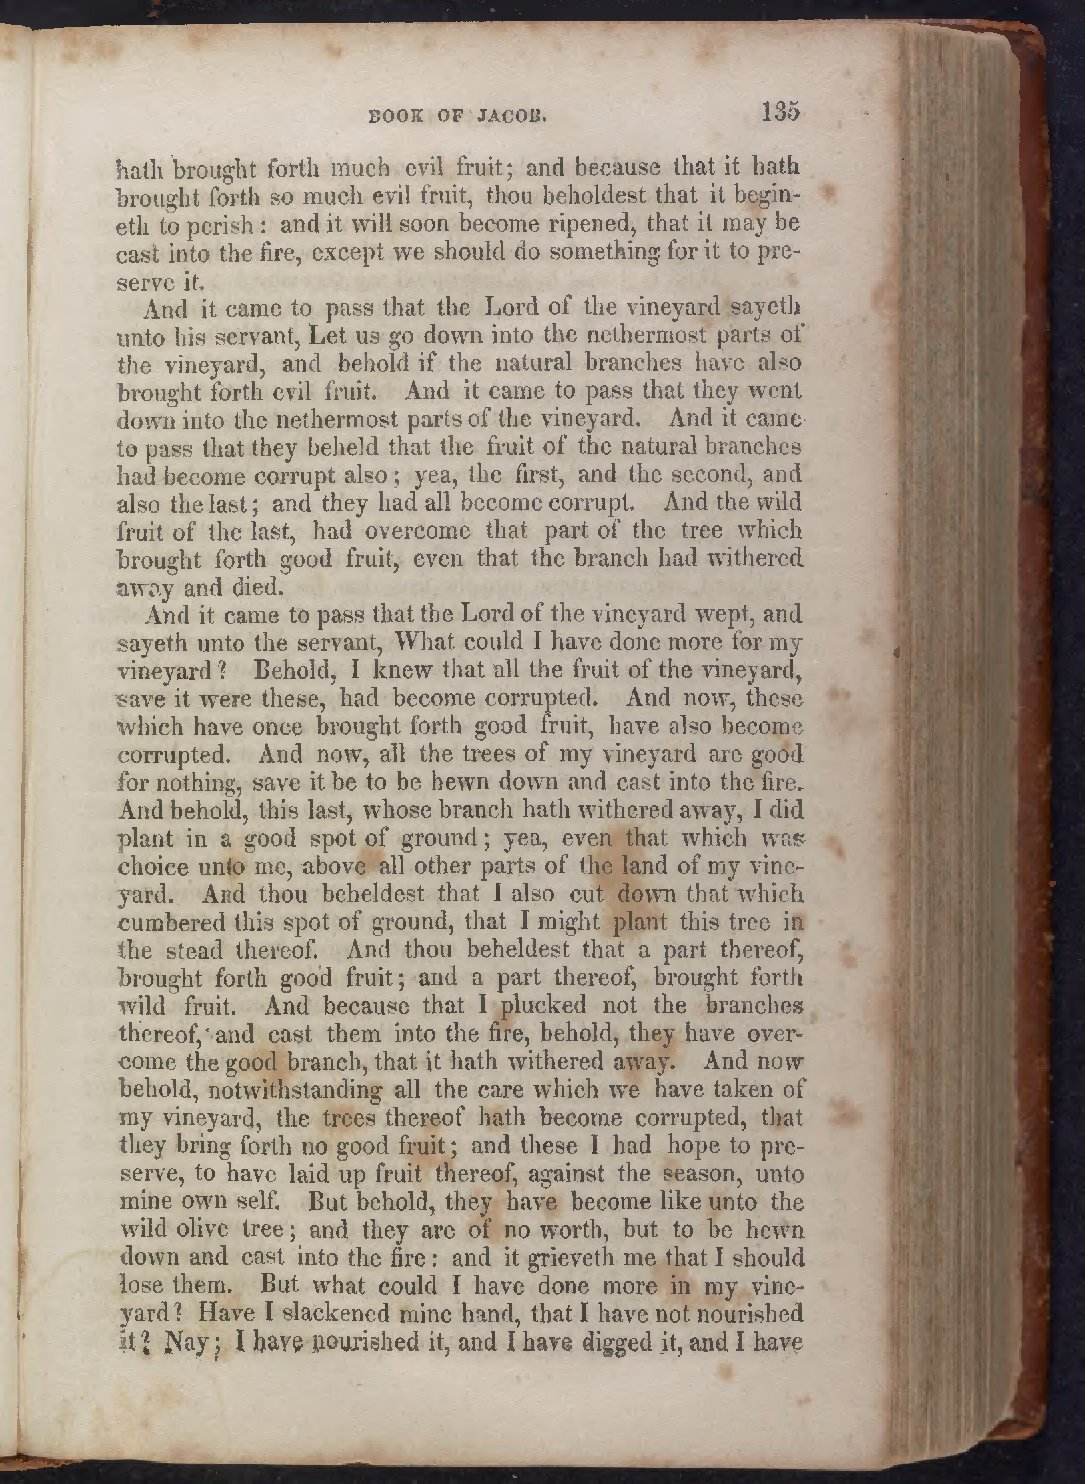 BOOK OF JACOB. 135
hath brought forth much evil fruit; and because that it hath
brought forth so much evil fruit, thou beholdest that it begin-
eth to perish: and it will soon become ripened, that it may be
cast into the fire, except we should do something for it to pre-
serve it.
And it came to pass that the Lord of the vineyard sayeth
unto his servant, Let us go down into the nethermost parts of
the vineyard, and behold if the natural branches have also
brought forth evil fruit. And it came to pass that they went
down into the nethermost parts of the vineyard. And it came
to pass that they beheld that the fruit of the natural branches
had become corrupt also; yea, the first, and the second, and
also the last; and they had all become corrupt. And the wild
fruit of the last, had overcome that part of the tree which
brought forth good fruit, even that the branch had withered
away and died.
And it came to pass that the Lord of the vineyard wept, and
sayeth unto the servant, What could I have done more for my
vineyard? Behold, I knew that all the fruit of the vineyard,
save it were these, had become corrupted. And now, these
which have once brought forth good fruit, have also become
corrupted. And now, all the trees of my vineyard are good
for nothing, save it be to be hewn down and cast into the fire.
And behold, this last, whose branch hath withered away, I did
plant in a good spot of ground; yea, even that which was
choice unto me, above all other parts of the land of my vine-
yard. And thou beheldest that I also cut down that which
cumbered this spot of ground, that I might plant this tree in
the stead thereof. And thou beheldest that a part thereof,
brought forth good fruit; and a part thereof, brought forth
wild fruit. And because that I plucked not the branches
thereof, and cast them into the fire, behold, they have over-
come the good branch, that it hath withered away. And now
behold, notwithstanding all the care which we have taken of
my vineyard, the trees thereof hath become corrupted, that
they bring forth no good fruit; and these I had hope to pre-
serve, to have laid up fruit thereof, against the season, unto
mine own self. But behold, they have become like unto the
wild olive tree; and they are of no worth, but to be hewn
down and cast into the fire: and it grieveth me that I should
lose them. But what could I have done more in my vine-
yard? Have I slackened mine hand, that I have not nourished
it? Nay; I have nourished it, and I have digged it, and I have